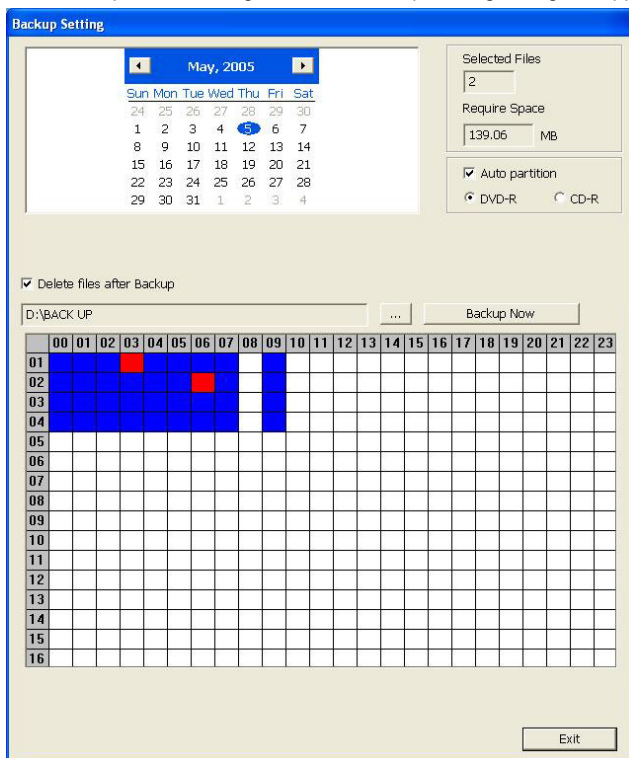 Backup Setting
May, 2005
Sun Mon Tue Wed Thu Fri Sat
24 25 26 27 28 29 30
1 2 3 4 5 6 7
8 9 10 11 12 13 14
15 16 17 18 19 20 21
22 23 24 25 26 27 28
29 30 31 1 2 3 4
Selected Files
2
Require Space
139.06 MB
Auto partition
DVD-R CD-R
Delete files after Backup
D:\BACK UP
...
Backup Now
00 01 02 03 04 05 06 07 08 09 10 11 12 13 14 15 16 17 18 19 20 21 22 23
01
02
03
04
05
06
07
08
09
10
11
12
13
14
15
16
Exit